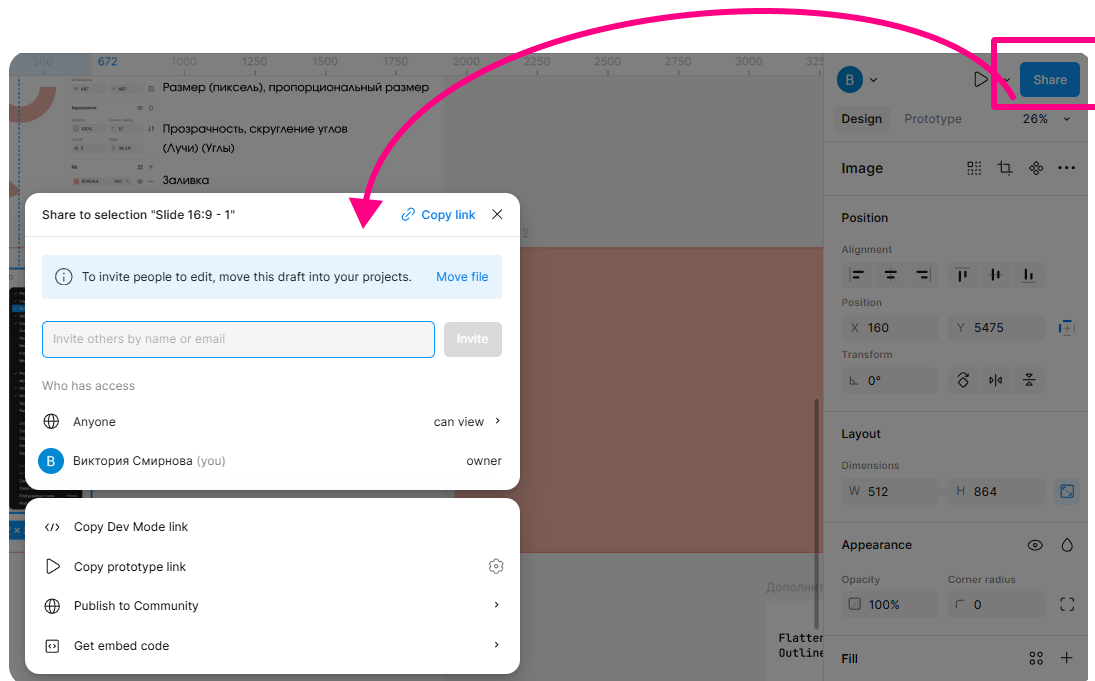 500 672 1000 1250 1500 1750 2000 2250 2500 2750 3000
B
Share
Design Prototype 26%
Размер (пиксель), пропорциональный размер
Прозрачность, скругление углов
(Лучи) (Углы)
Заливка
Image
Position
Alignment
Position
X 160 Y 5475
Transform
0°
Layout
Dimensions
W 512 H 864
Appearance
Opacity Corner radius
100% 0
Fill
Share to selection "Slide 16:9 - 1"
Copy link
To invite people to edit, move this draft into your projects. Move file
Invite others by name or email Invite
Who has access
Anyone can view
B Виктория Смирнова (you) owner
Copy Dev Mode link
Copy prototype link
Publish to Community
Get embed code
Flatten
Outline